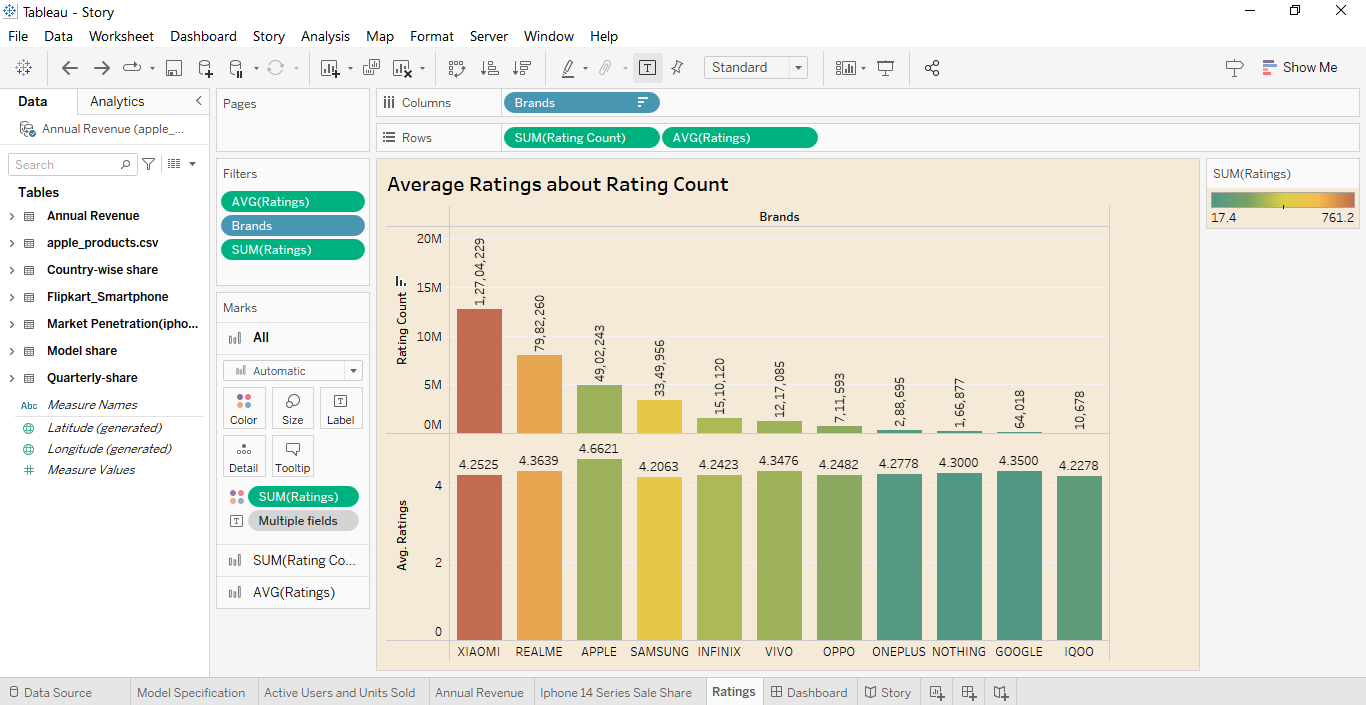 Tableau - Story
File Data Worksheet Dashboard Story Analysis Map Format Server Window Help
Standard
Show Me
Data Analytics
Annual Revenue (apple_...
Search
Tables
Annual Revenue
apple_products.csv
Country-wise share
Flipkart_Smartphone
Market Penetration(ipho...
Model share
Quarterly-share
Abc Measure Names
Latitude (generated)
Longitude (generated)
Measure Values
Pages
Filters
AVG(Ratings)
Brands
SUM(Ratings)
Marks
All
Automatic
Color Size Label
Detail Tooltip
SUM(Ratings)
Multiple fields
SUM(Rating Co...
AVG(Ratings)
Columns Brands
Rows SUM(Rating Count) AVG(Ratings)
Average Ratings about Rating Count
Brands
Rating Count
20M
15M
10M
5M
0M
1,27,04,229 79,82,260 49,02,243 33,49,956 15,10,120 12,17,085 7,11,593 2,88,695 1,66,877 64,018 10,678
Avg. Ratings
4
2
0
4.2525 4.3639 4.6621 4.2063 4.2423 4.3476 4.2482 4.2778 4.3000 4.3500 4.2278
XIAOMI REALME APPLE SAMSUNG INFINIX VIVO OPPO ONEPLUS NOTHING GOOGLE IQOO
SUM(Ratings)
17.4 761.2
Data Source Model Specification Active Users and Units Sold Annual Revenue Iphone 14 Series Sale Share Ratings Dashboard Story